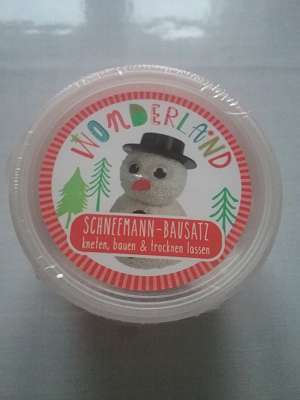 WONDERLAND
SCHNEEMANN-BAUSATZ
kneten, bauen & trocknen lassen